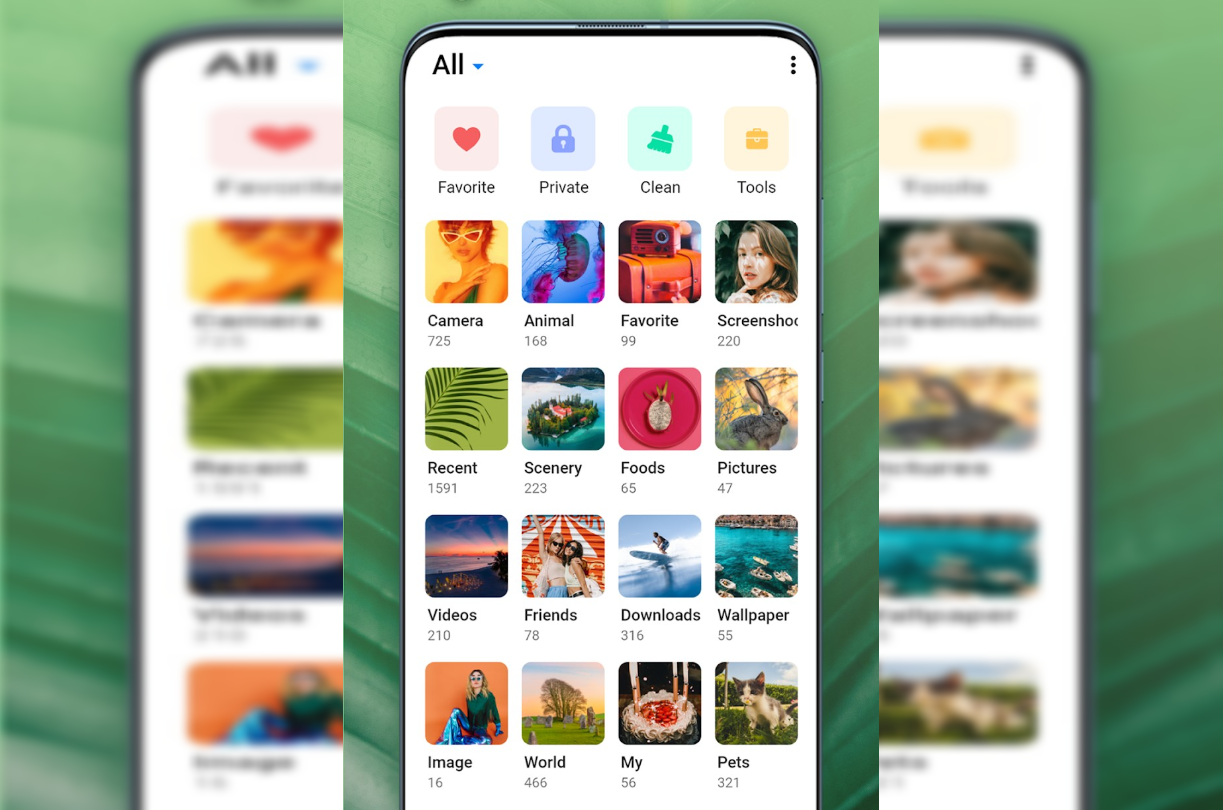 All
Favorite Private Clean Tools
Camera Animal Favorite Screenshoo
725 168 99 220
Recent Scenery Foods Pictures
1591 223 65 47
Videos Friends Downloads Wallpaper
210 78 316 55
Image World My Pets
16 466 56 321